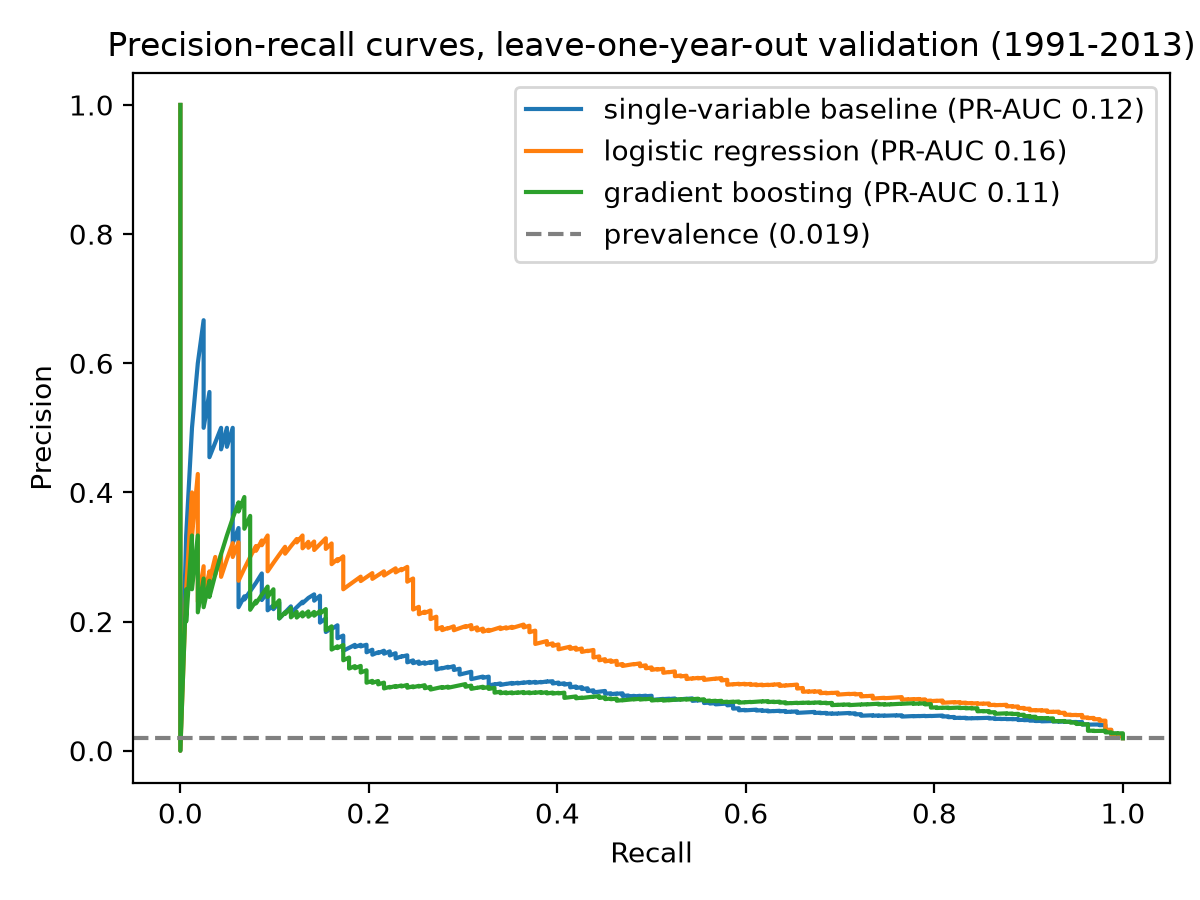 Precision-recall curves, leave-one-year-out validation (1991-2013)
single-variable baseline (PR-AUC 0.12)
logistic regression (PR-AUC 0.16)
gradient boosting (PR-AUC 0.11)
prevalence (0.019)
Precision
1.0
0.8
0.6
0.4
0.2
0.0
0.0 0.2 0.4 0.6 0.8 1.0
Recall